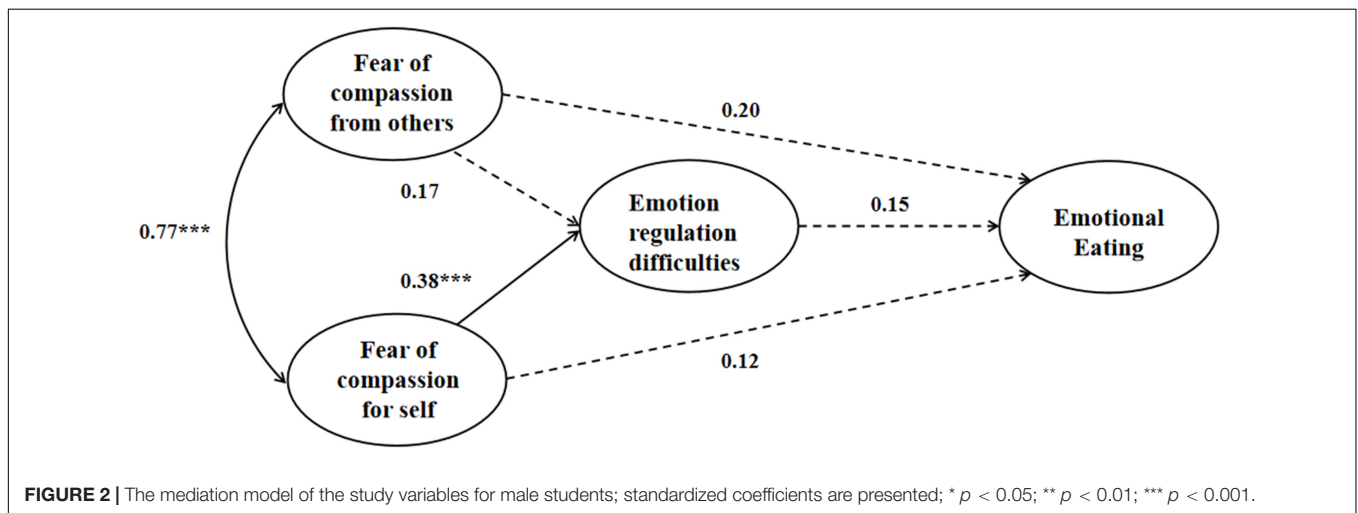 Fear of
compassion
from others
0.20
0.17
0.77***
Emotion
regulation
difficulties
0.15
Emotional
Eating
0.38***
Fear of
compassion
for self
0.12
FIGURE 2 | The mediation model of the study variables for male students; standardized coefficients are presented; * p < 0.05; ** p < 0.01; *** p < 0.001.